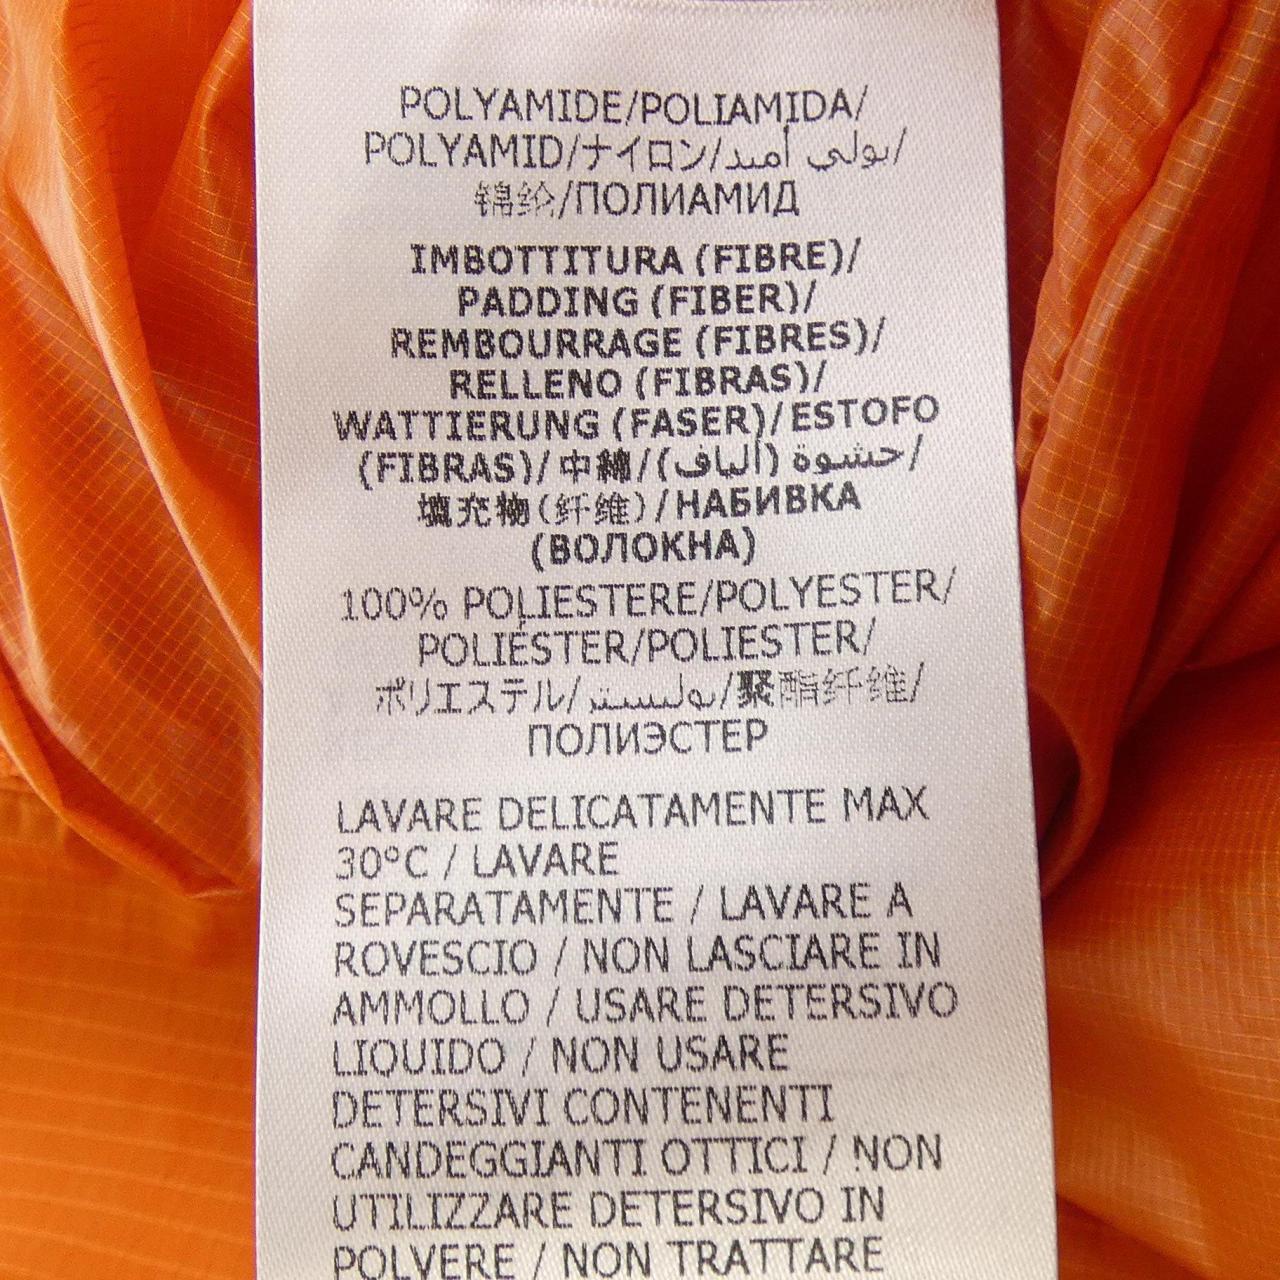 POLYAMIDE/POLIAMIDA/
POLYAMID/ナイロン/بولي أميد/
锦纶/ПОЛИАМИД
IMBOTTITURA (FIBRE)/
PADDING (FIBER)/
REMBOURRAGE (FIBRES)/
RELLENO (FIBRAS)/
WATTIERUNG (FASER)/ESTOFO
(FIBRAS)/中綿/حشوة (ألياف)/
填充物(纤维)/НАБИВКА
(ВОЛОКНА)
100% POLIESTERE/POLYESTER/
POLIÉSTER/POLIESTER/
ポリエステル/بوليستر/聚酯纤维/
ПОЛИЭСТЕР
LAVARE DELICATAMENTE MAX
30°C / LAVARE
SEPARATAMENTE / LAVARE A
ROVESCIO / NON LASCIARE IN
AMMOLLO / USARE DETERSIVO
LIQUIDO / NON USARE
DETERSIVI CONTENENTI
CANDEGGIANTI OTTICI / NON
UTILIZZARE DETERSIVO IN
POLVERE / NON TRATTARE